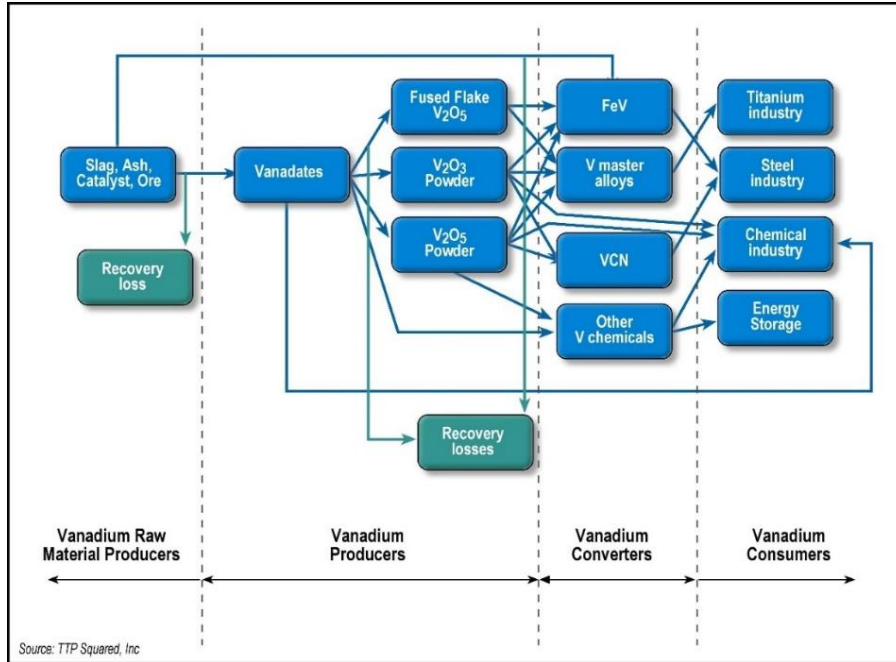 Fused Flake
V₂O₅
FeV
Titanium
industry
Slag, Ash,
Catalyst, Ore
Vanadates
V₂O₃
Powder
V master
alloys
Steel
industry
V₂O₅
Powder
VCN
Chemical
industry
Recovery
loss
Other
V chemicals
Energy
Storage
Recovery
losses
Vanadium Raw
Material Producers
Vanadium
Producers
Vanadium
Converters
Vanadium
Consumers
Source: TTP Squared, Inc